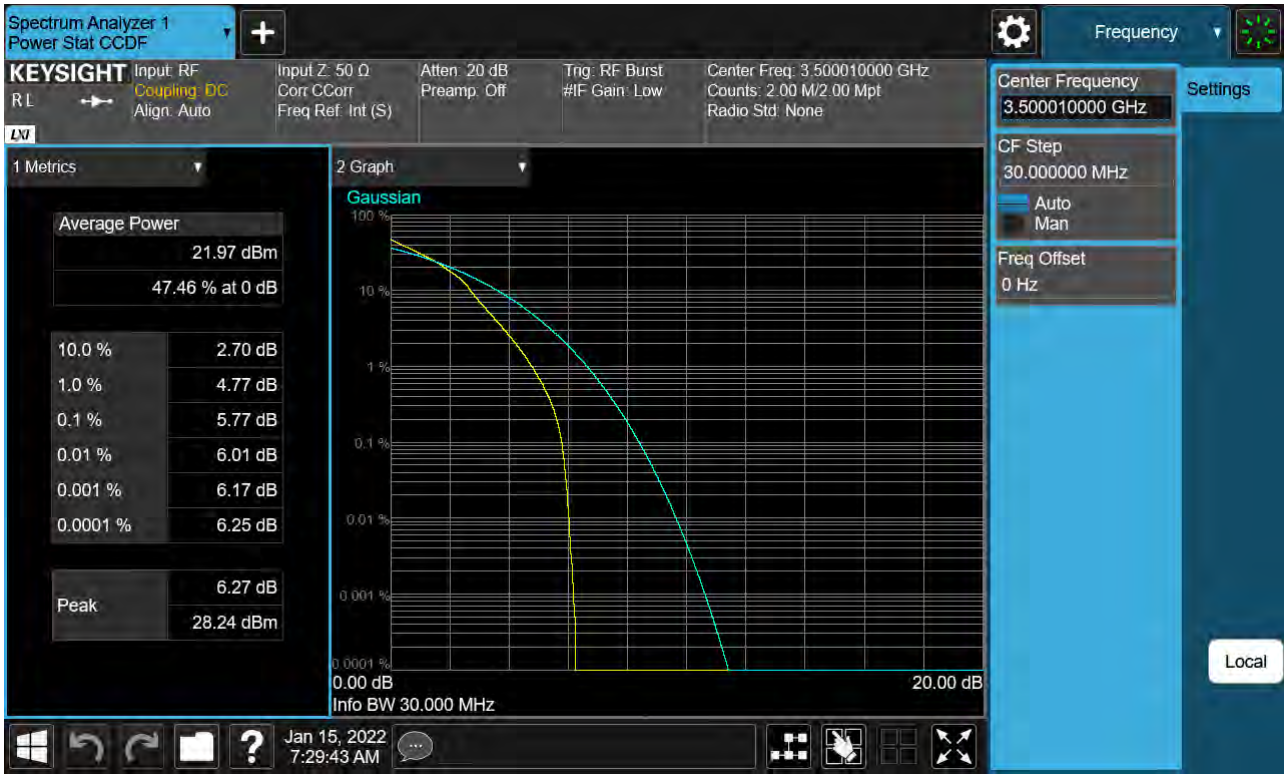 Spectrum Analyzer 1
Power Stat CCDF
+
Frequency
KEYSIGHT
RL
LXI
Input: RF
Coupling: DC
Align: Auto
Input Z: 50 Ω
Corr CCorr
Freq Ref: Int (S)
Atten: 20 dB
Preamp: Off
Trig: RF Burst
#IF Gain: Low
Center Freq: 3.500010000 GHz
Counts: 2.00 M/2.00 Mpt
Radio Std: None
1 Metrics
Average Power
21.97 dBm
47.46 % at 0 dB
10.0 % 2.70 dB
1.0 % 4.77 dB
0.1 % 5.77 dB
0.01 % 6.01 dB
0.001 % 6.17 dB
0.0001 % 6.25 dB
Peak
6.27 dB
28.24 dBm
2 Graph
Gaussian
100 %
10 %
1 %
0.1 %
0.01 %
0.001 %
0.0001 %
0.00 dB 20.00 dB
Info BW 30.000 MHz
Center Frequency
3.500010000 GHz
CF Step
30.000000 MHz
Auto
Man
Freq Offset
0 Hz
Settings
Local
?
Jan 15, 2022
7:29:43 AM